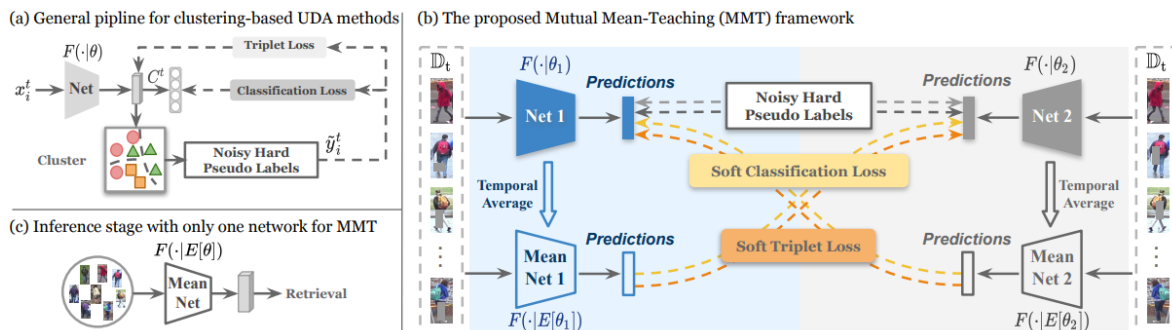 (a) General pipline for clustering-based UDA methods
F(·|θ)
Triplet Loss
x_i^t
Net
C^t
Classification Loss
Cluster
Noisy Hard
Pseudo Labels
ỹ_i^t
(c) Inference stage with only one network for MMT
F(·|E[θ])
Mean
Net
Retrieval
(b) The proposed Mutual Mean-Teaching (MMT) framework
𝔻_t
F(·|θ_1)
Predictions
Noisy Hard
Pseudo Labels
Predictions
F(·|θ_2)
𝔻_t
Net 1
Net 2
Soft Classification Loss
Temporal
Average
Temporal
Average
Predictions
Soft Triplet Loss
Predictions
Mean
Net 1
Mean
Net 2
F(·|E[θ_1])
F(·|E[θ_2])